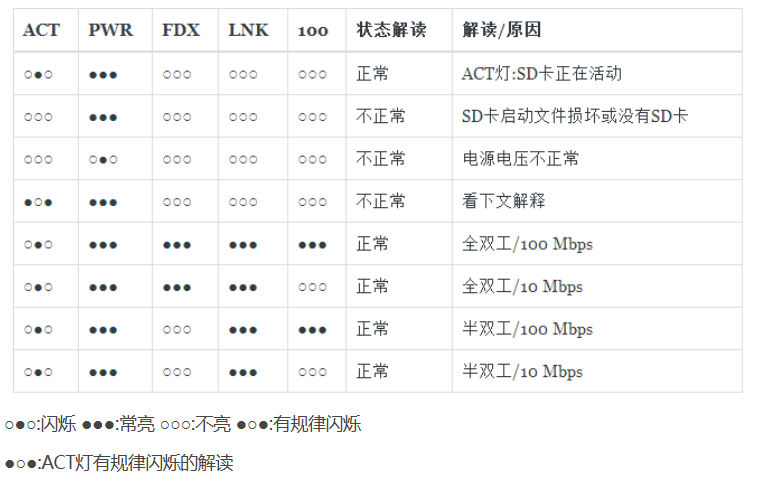 ACT PWR FDX LNK 100 状态解读 解读/原因
○●○ ●●● ○○○ ○○○ ○○○ 正常 ACT灯:SD卡正在活动
○○○ ●●● ○○○ ○○○ ○○○ 不正常 SD卡启动文件损坏或没有SD卡
○○○ ○●○ ○○○ ○○○ ○○○ 不正常 电源电压不正常
●○● ●●● ○○○ ○○○ ○○○ 不正常 看下文解释
○●○ ●●● ●●● ●●● ●●● 正常 全双工/100 Mbps
○●○ ●●● ●●● ●●● ○○○ 正常 全双工/10 Mbps
○●○ ●●● ○○○ ●●● ●●● 正常 半双工/100 Mbps
○●○ ●●● ○○○ ●●● ○○○ 正常 半双工/10 Mbps
○●○:闪烁 ●●●:常亮 ○○○:不亮 ●○●:有规律闪烁
●○●:ACT灯有规律闪烁的解读